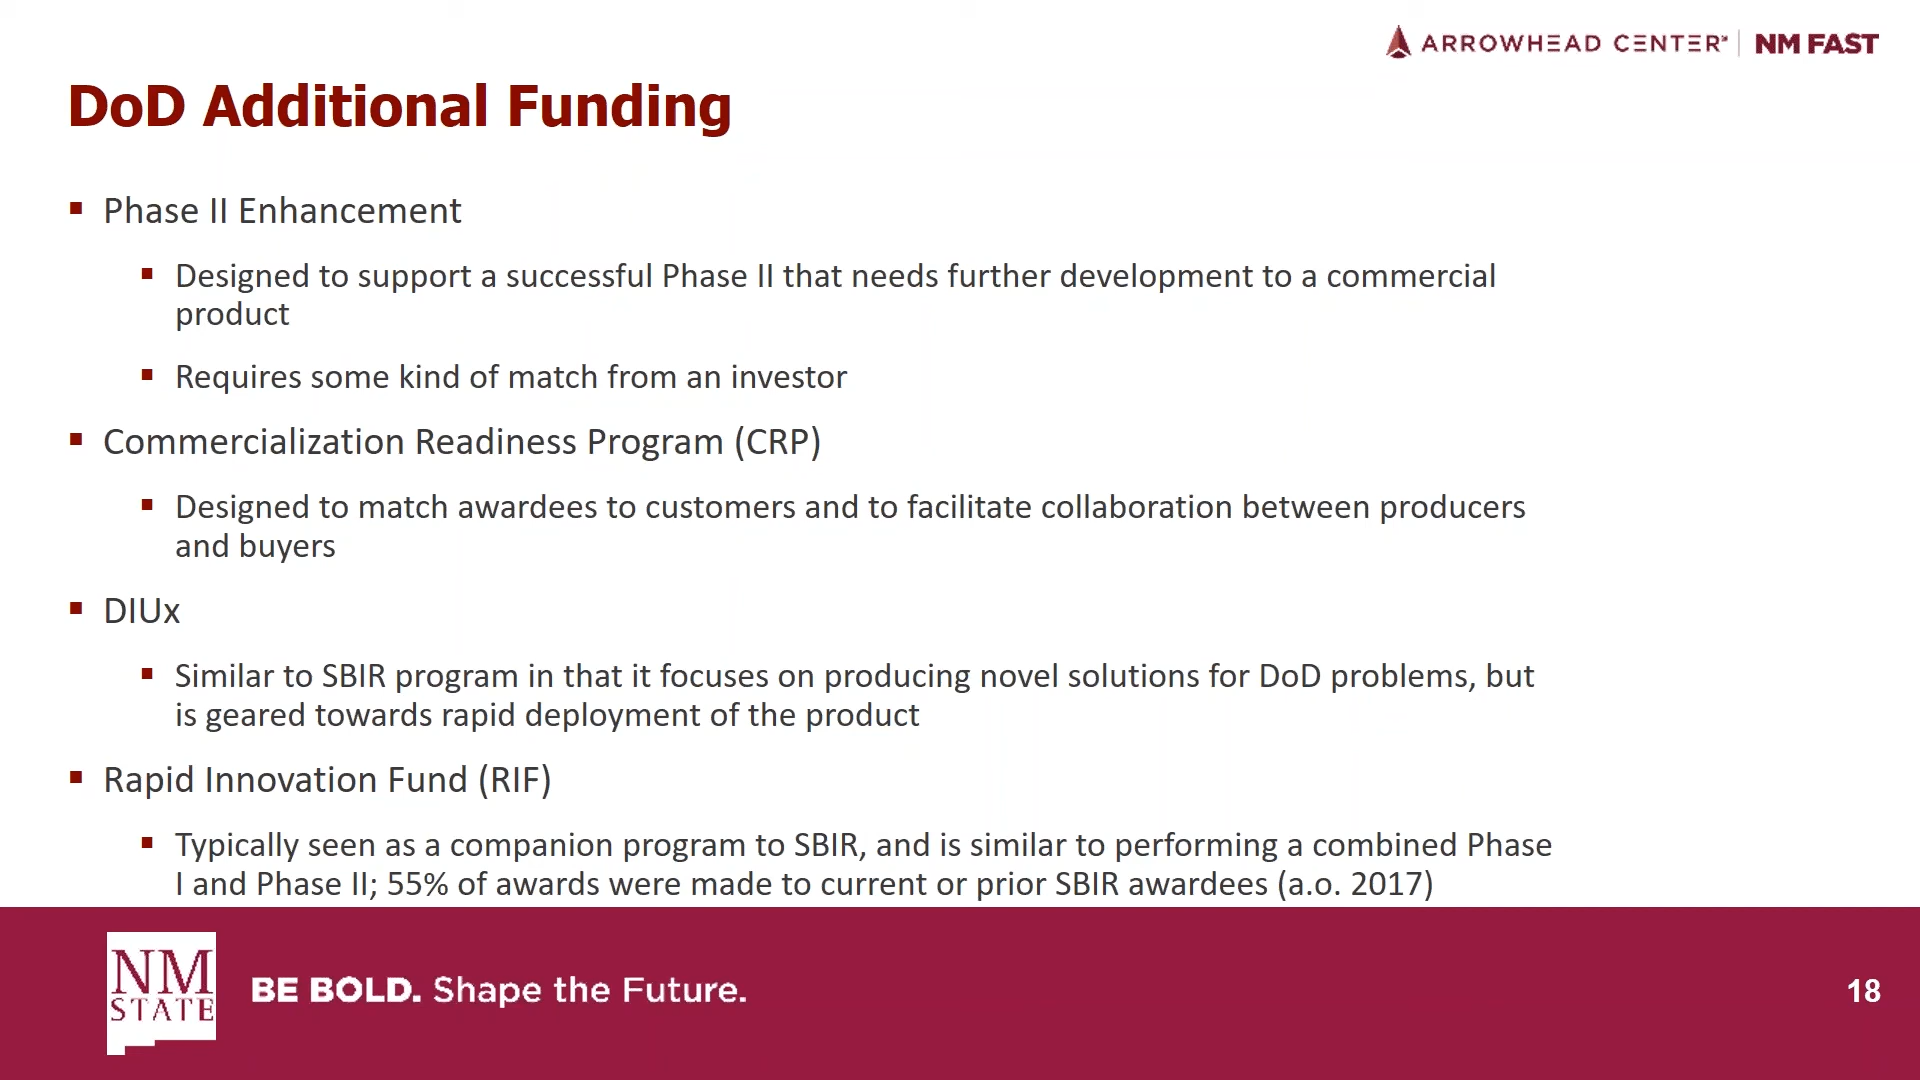 ARROWHEAD CENTER | NM FAST
DoD Additional Funding
▪ Phase II Enhancement
▪ Designed to support a successful Phase II that needs further development to a commercial
product
▪ Requires some kind of match from an investor
▪ Commercialization Readiness Program (CRP)
▪ Designed to match awardees to customers and to facilitate collaboration between producers
and buyers
▪ DIUx
▪ Similar to SBIR program in that it focuses on producing novel solutions for DoD problems, but
is geared towards rapid deployment of the product
▪ Rapid Innovation Fund (RIF)
▪ Typically seen as a companion program to SBIR, and is similar to performing a combined Phase
I and Phase II; 55% of awards were made to current or prior SBIR awardees (a.o. 2017)
NM
STATE
BE BOLD. Shape the Future.
18